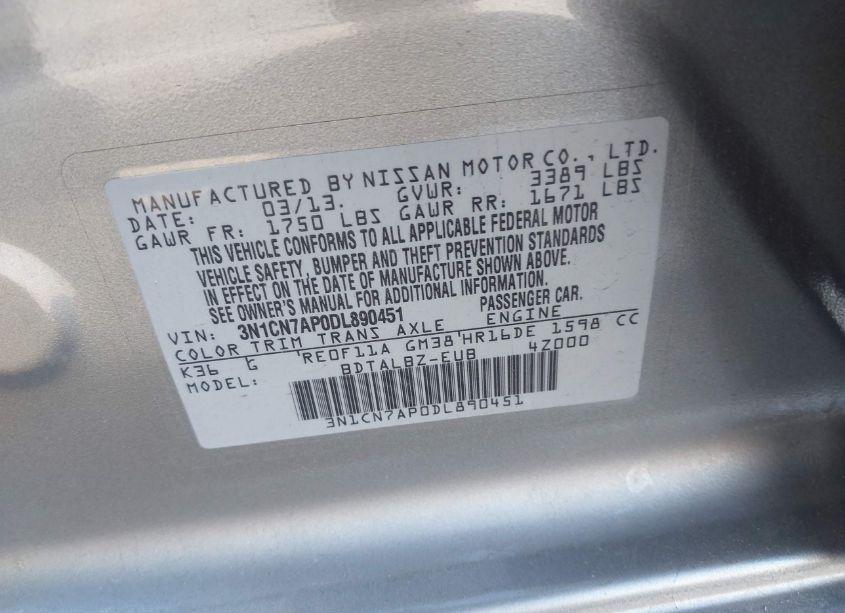 MANUFACTURED BY NISSAN MOTOR CO., LTD.
DATE: 03/13. GVWR: 3389 LBS
GAWR FR: 1750 LBS GAWR RR: 1671 LBS
THIS VEHICLE CONFORMS TO ALL APPLICABLE FEDERAL MOTOR
VEHICLE SAFETY, BUMPER AND THEFT PREVENTION STANDARDS
IN EFFECT ON THE DATE OF MANUFACTURE SHOWN ABOVE.
SEE OWNER'S MANUAL FOR ADDITIONAL INFORMATION.
VIN: 3N1CN7AP0DL890451 PASSENGER CAR.
COLOR TRIM TRANS AXLE ENGINE
K36 G RE0F11A GM38 HR16DE 1598 CC
MODEL: BDTALBZ-EUB 4Z000
3N1CN7AP0DL890451